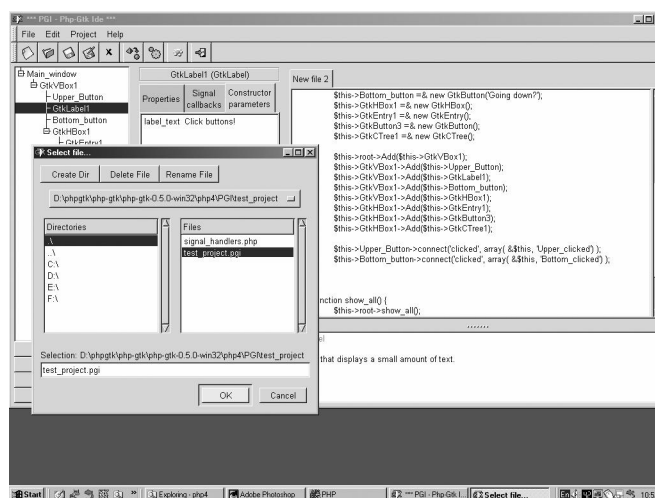 *** PGI - Php-Gtk Ide ***
File Edit Project Help
Main_window
GtkVBox1
Upper_Button
GtkLabel1
Bottom_button
GtkHBox1
GtkEntry1
GtkLabel1 (GtkLabel)
Properties
Signal callbacks
Constructor parameters
label_text Click buttons!
New file 2
$this->Bottom_button =& new GtkButton('Going down?');
$this->GtkHBox1 =& new GtkHBox();
$this->GtkEntry1 =& new GtkEntry();
$this->GtkButton3 =& new GtkButton();
$this->GtkCTree1 =& new GtkCTree();
$this->root->Add($this->GtkVBox1);
$this->GtkVBox1->Add($this->Upper_Button);
$this->GtkVBox1->Add($this->GtkLabel1);
$this->GtkVBox1->Add($this->Bottom_button);
$this->GtkVBox1->Add($this->GtkHBox1);
$this->GtkHBox1->Add($this->GtkEntry1);
$this->GtkHBox1->Add($this->GtkButton3);
$this->GtkHBox1->Add($this->GtkCTree1);
$this->Upper_Button->connect('clicked', array( &$this, 'Upper_clicked') );
$this->Bottom_button->connect('clicked', array( &$this, 'Bottom_clicked') );
nction show_all() {
$this->root->show_all();
el
that displays a small amount of text.
Select file...
Create Dir Delete File Rename File
D:\phpgtk\php-gtk\php-gtk-0.5.0-win32\php4\PGI\test_project
Directories
.\
..\
C:\
D:\
E:\
F:\
Files
signal_handlers.php
test_project.pgi
Selection: D:\phpgtk\php-gtk\php-gtk-0.5.0-win32\php4\PGI\test_project
test_project.pgi
OK Cancel
Start
Exploring - php4
Adobe Photoshop
PHP
*** PGI - Php-Gtk I...
Select file...